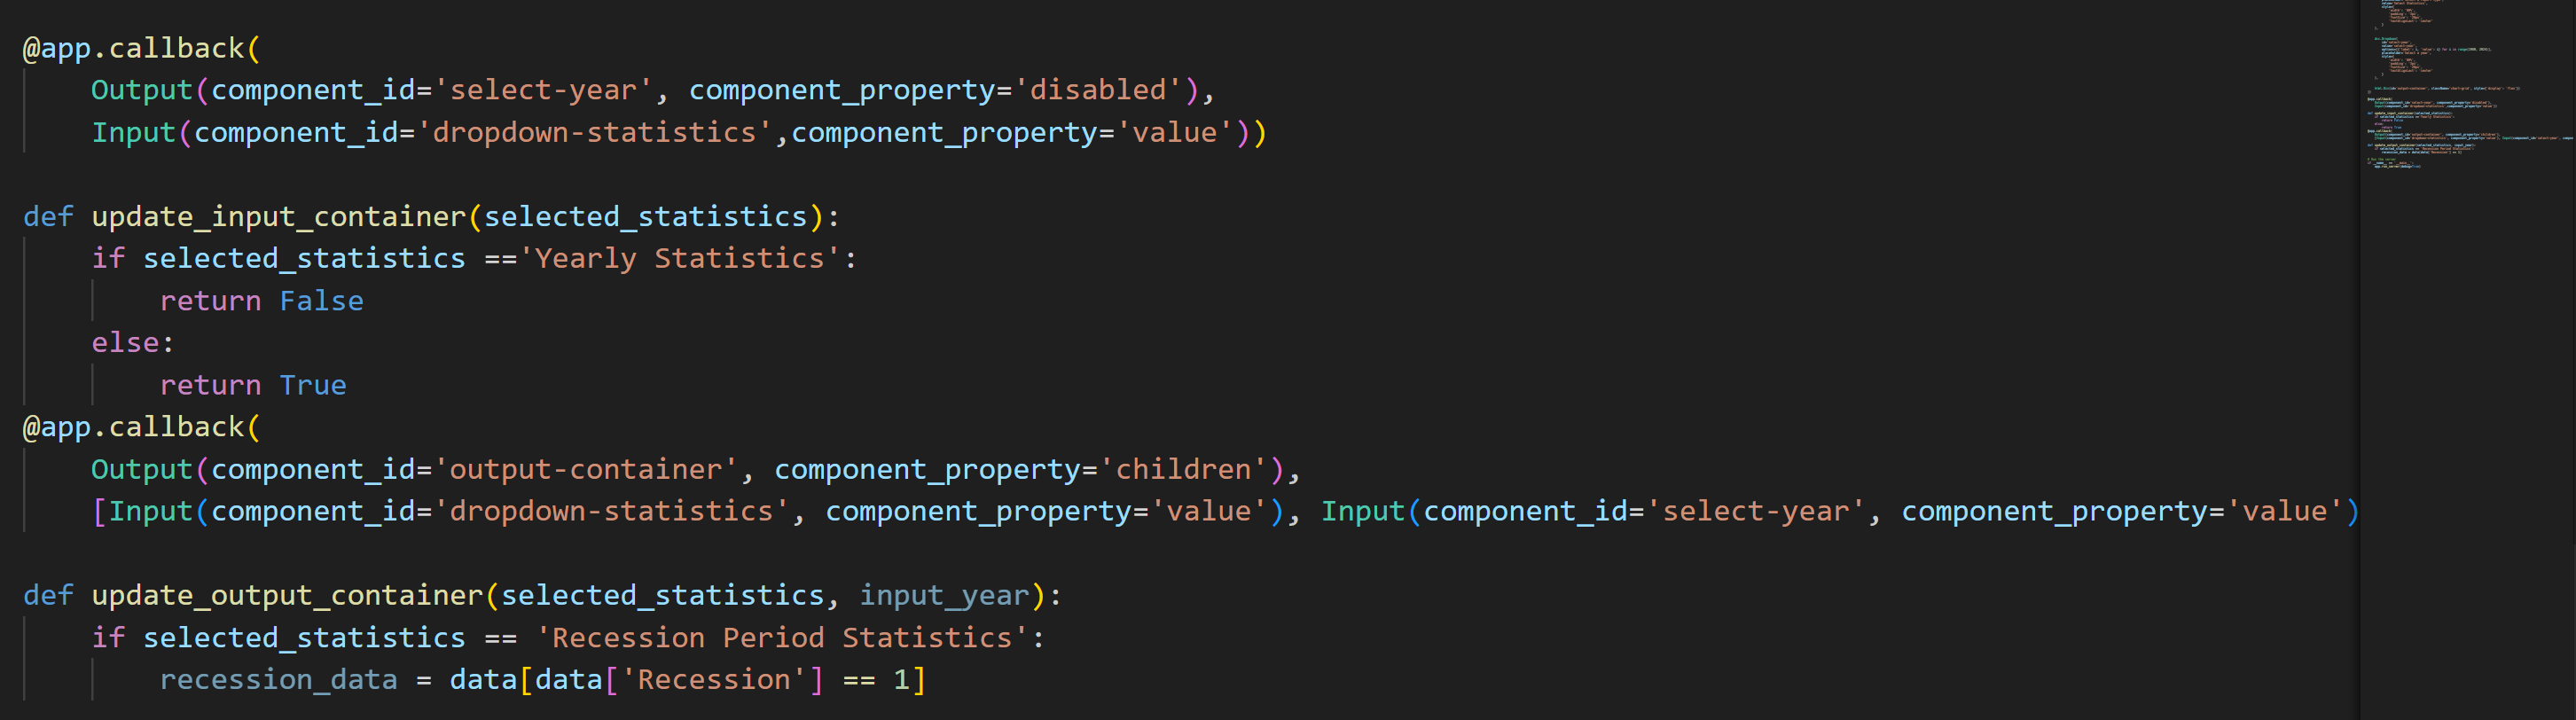 @app.callback(
    Output(component_id='select-year', component_property='disabled'),
    Input(component_id='dropdown-statistics',component_property='value'))

def update_input_container(selected_statistics):
    if selected_statistics =='Yearly Statistics':
        return False
    else:
        return True
@app.callback(
    Output(component_id='output-container', component_property='children'),
    [Input(component_id='dropdown-statistics', component_property='value'), Input(component_id='select-year', component_property='value')

def update_output_container(selected_statistics, input_year):
    if selected_statistics == 'Recession Period Statistics':
        recession_data = data[data['Recession'] == 1]